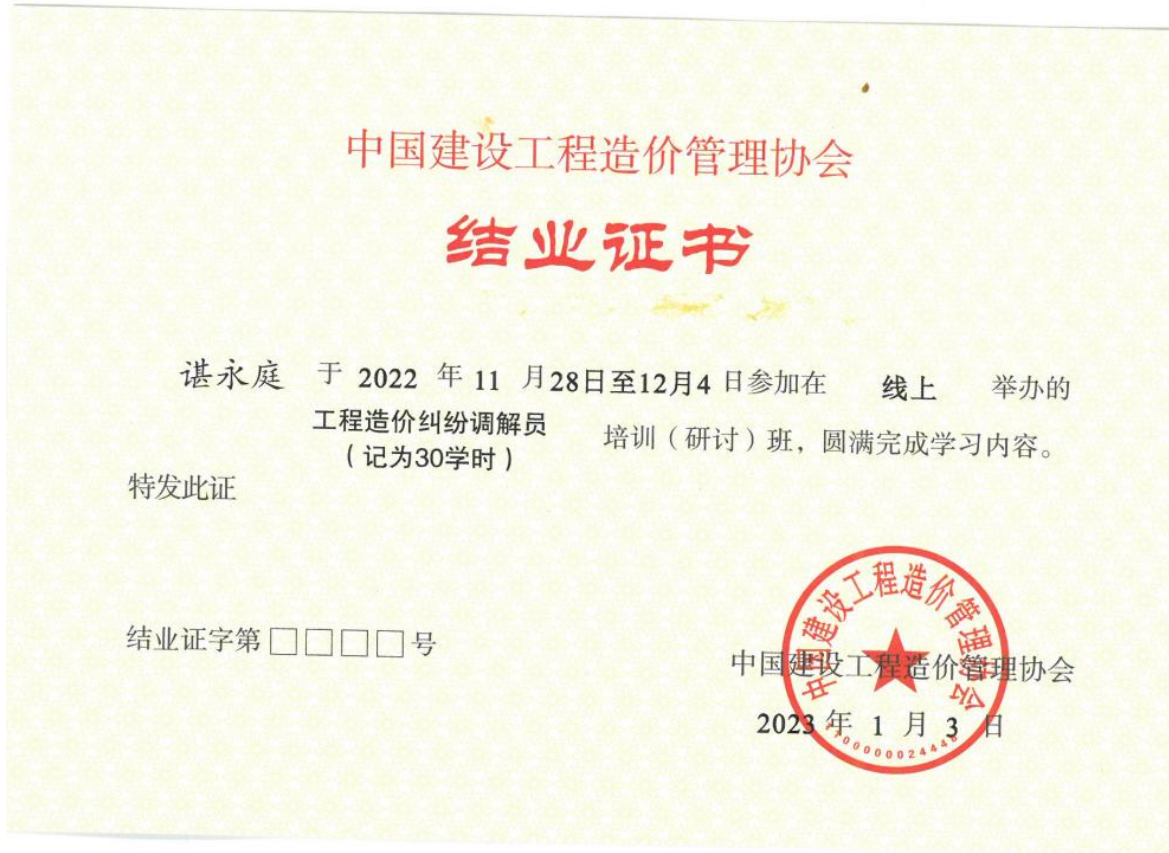 中国建设工程造价管理协会
结业证书
谌永庭 于 2022 年 11 月 28日至12月4 日参加在 线上 举办的
工程造价纠纷调解员 培训（研讨）班，圆满完成学习内容。
（记为30学时）
特发此证
结业证字第□□□□号
中国建设工程造价管理协会
中国建设工程造价管理协会
2023 年 1 月 3 日